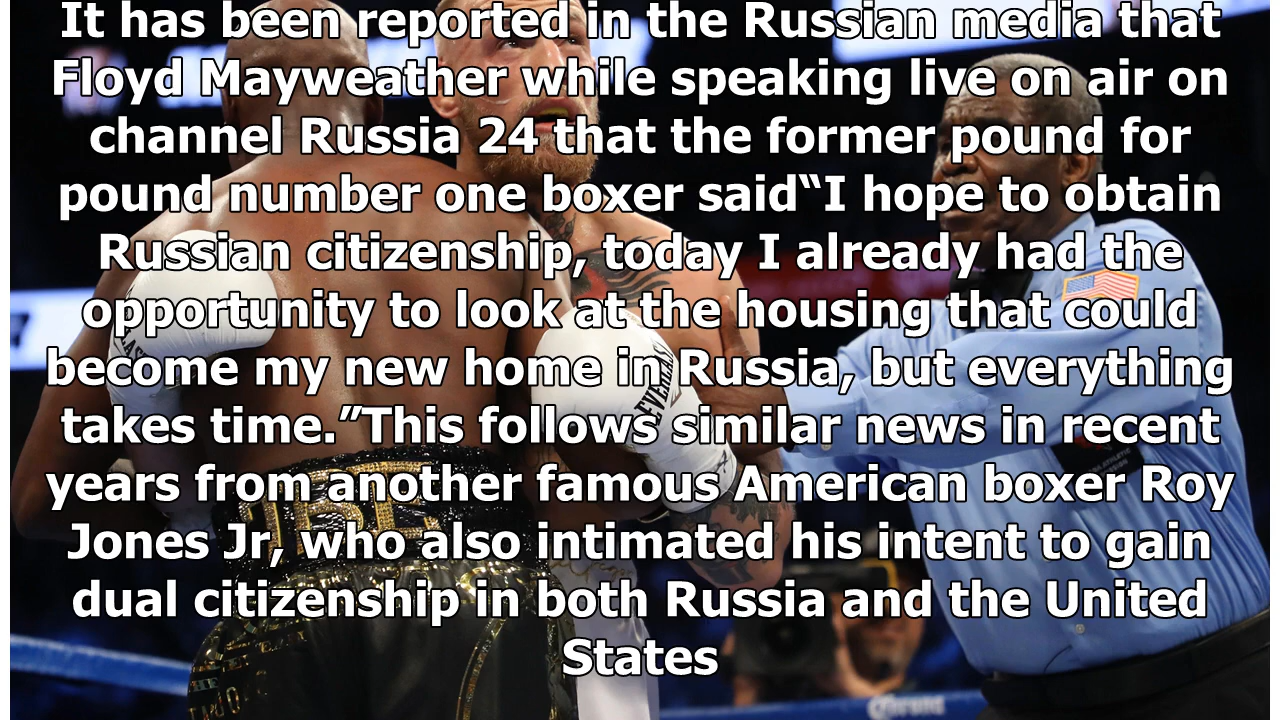 It has been reported in the Russian media that
Floyd Mayweather while speaking live on air on
channel Russia 24 that the former pound for
pound number one boxer said“I hope to obtain
Russian citizenship, today I already had the
opportunity to look at the housing that could
become my new home in Russia, but everything
takes time.”This follows similar news in recent
years from another famous American boxer Roy
Jones Jr, who also intimated his intent to gain
dual citizenship in both Russia and the United
States
EVERLAST
TBE